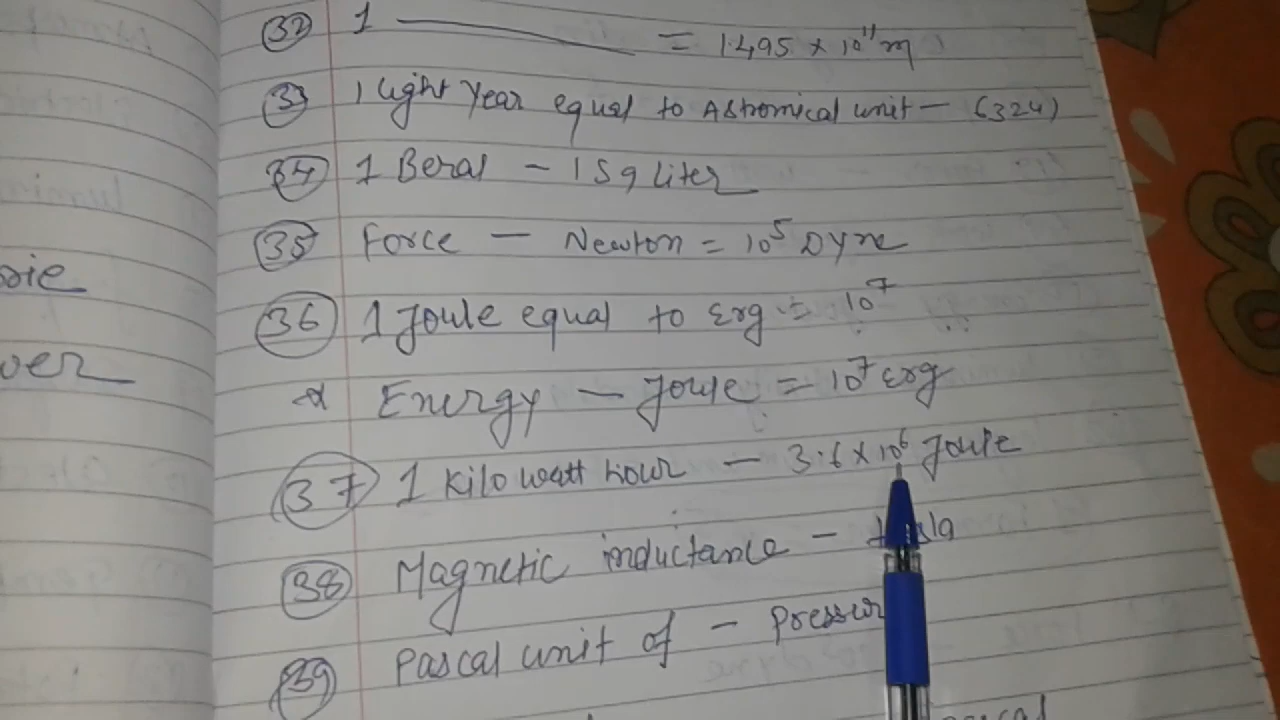 (32) 1 ——— = 1.495 × 10¹¹ m
(33) 1 light Year equal to Astromical unit — (324)
(34) 1 Beral — 159 liter
(35) Force — Newton = 10⁵ Dyne
(36) 1 Joule equal to Erg = 10⁷
Energy — Joule = 10⁷ Erg
(37) 1 Kilo watt hour — 3.6 × 10⁶ Joule
(38) Magnetic inductance —
(39) Pascal unit of — Pressur